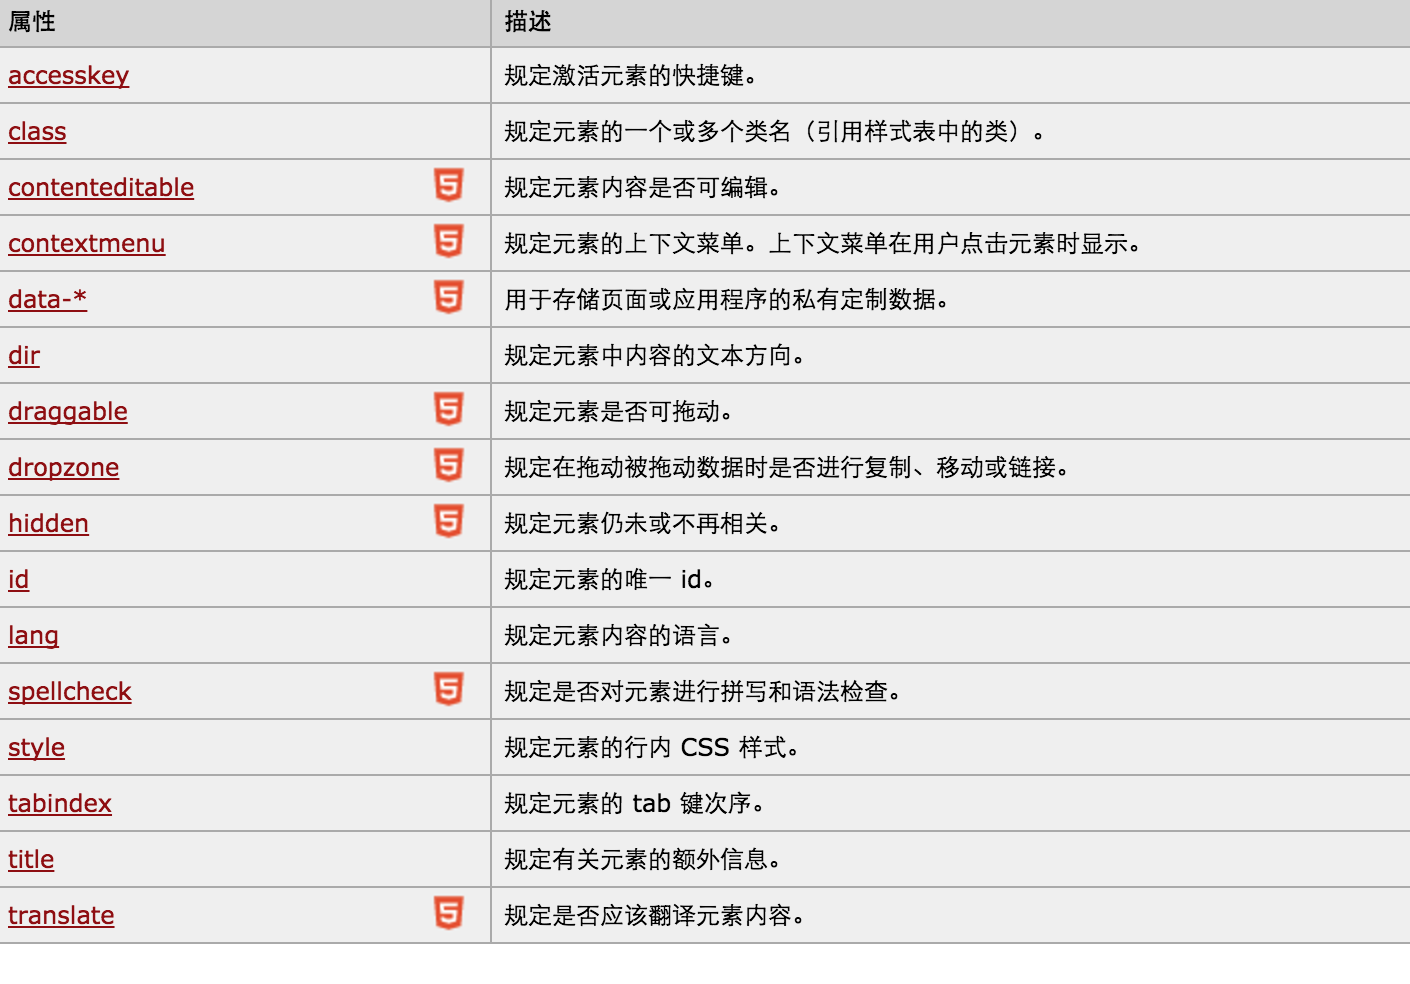 属性 描述
accesskey 规定激活元素的快捷键。
class 规定元素的一个或多个类名（引用样式表中的类）。
contenteditable 5 规定元素内容是否可编辑。
contextmenu 5 规定元素的上下文菜单。上下文菜单在用户点击元素时显示。
data-* 5 用于存储页面或应用程序的私有定制数据。
dir 规定元素中内容的文本方向。
draggable 5 规定元素是否可拖动。
dropzone 5 规定在拖动被拖动数据时是否进行复制、移动或链接。
hidden 5 规定元素仍未或不再相关。
id 规定元素的唯一 id。
lang 规定元素内容的语言。
spellcheck 5 规定是否对元素进行拼写和语法检查。
style 规定元素的行内 CSS 样式。
tabindex 规定元素的 tab 键次序。
title 规定有关元素的额外信息。
translate 5 规定是否应该翻译元素内容。